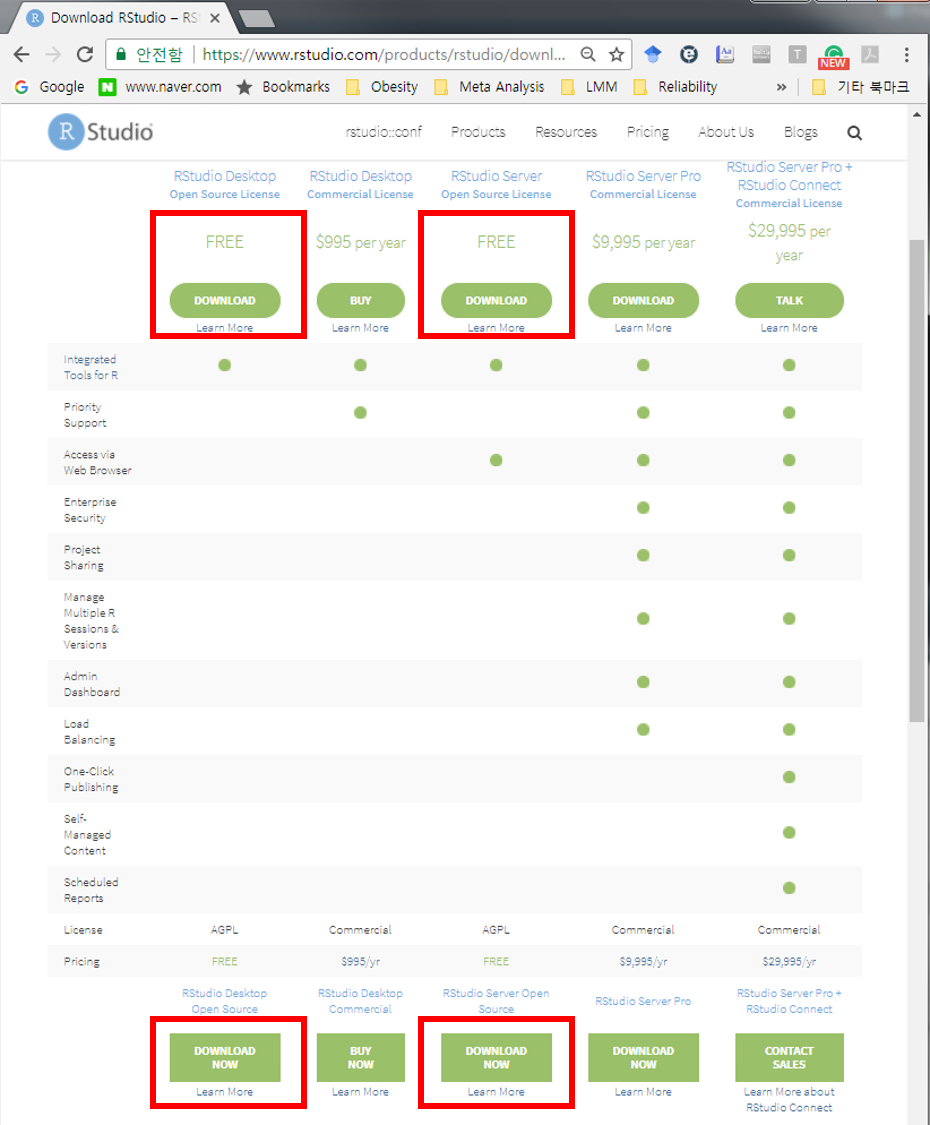 Download RStudio – RS
안전함
https://www.rstudio.com/products/rstudio/downl...
NEW
T
Google
www.naver.com
Bookmarks
Obesity
Meta Analysis
LMM
Reliability
»
기타 북마크
R Studio
rstudio::conf
Products
Resources
Pricing
About Us
Blogs
RStudio Desktop
Open Source License
RStudio Desktop
Commercial License
RStudio Server
Open Source License
RStudio Server Pro
Commercial License
RStudio Server Pro +
RStudio Connect
Commercial License
FREE
$995 per year
FREE
$9,995 per year
$29,995 per
year
DOWNLOAD
BUY
DOWNLOAD
DOWNLOAD
TALK
Learn More
Learn More
Learn More
Learn More
Learn More
Integrated
Tools for R
Priority
Support
Access via
Web Browser
Enterprise
Security
Project
Sharing
Manage
Multiple R
Sessions &
Versions
Admin
Dashboard
Load
Balancing
One-Click
Publishing
Self-
Managed
Content
Scheduled
Reports
License
AGPL
Commercial
AGPL
Commercial
Commercial
Pricing
FREE
$995/yr
FREE
$9,995/yr
$29,995/yr
RStudio Desktop
Open Source
RStudio Desktop
Commercial
RStudio Server Open
Source
RStudio Server Pro
RStudio Server Pro +
RStudio Connect
DOWNLOAD
NOW
BUY
NOW
DOWNLOAD
NOW
DOWNLOAD
NOW
CONTACT
SALES
Learn More
Learn More
Learn More
Learn More
Learn More about
RStudio Connect